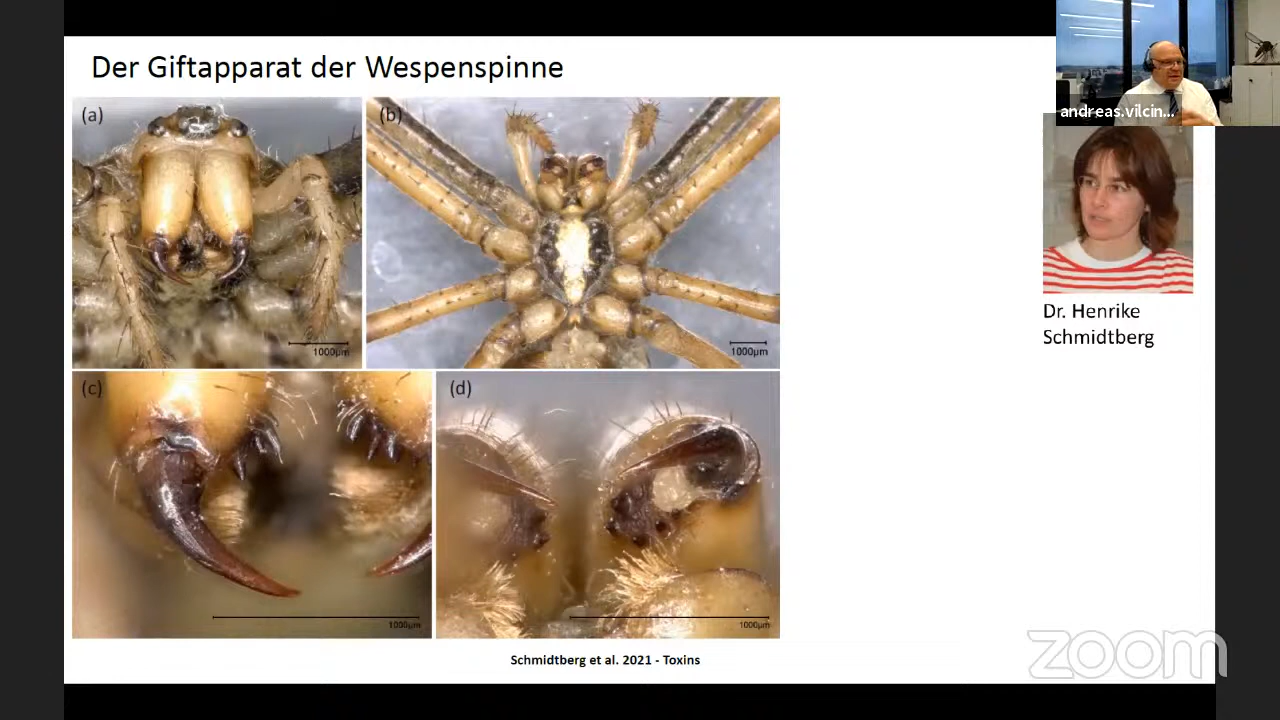 Der Giftapparat der Wespenspinne
andreas.vilcin...
(a)
(b)
1000µm
1000µm
Dr. Henrike
Schmidtberg
(c)
(d)
1000µm
1000µm
Schmidtberg et al. 2021 - Toxins
zoom